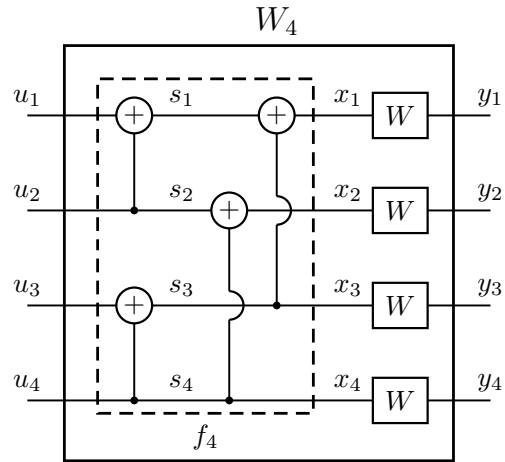 W₄
u₁ + s₁ + x₁ W y₁
u₂ s₂ + x₂ W y₂
u₃ + s₃ x₃ W y₃
u₄ s₄ x₄ W y₄
f₄